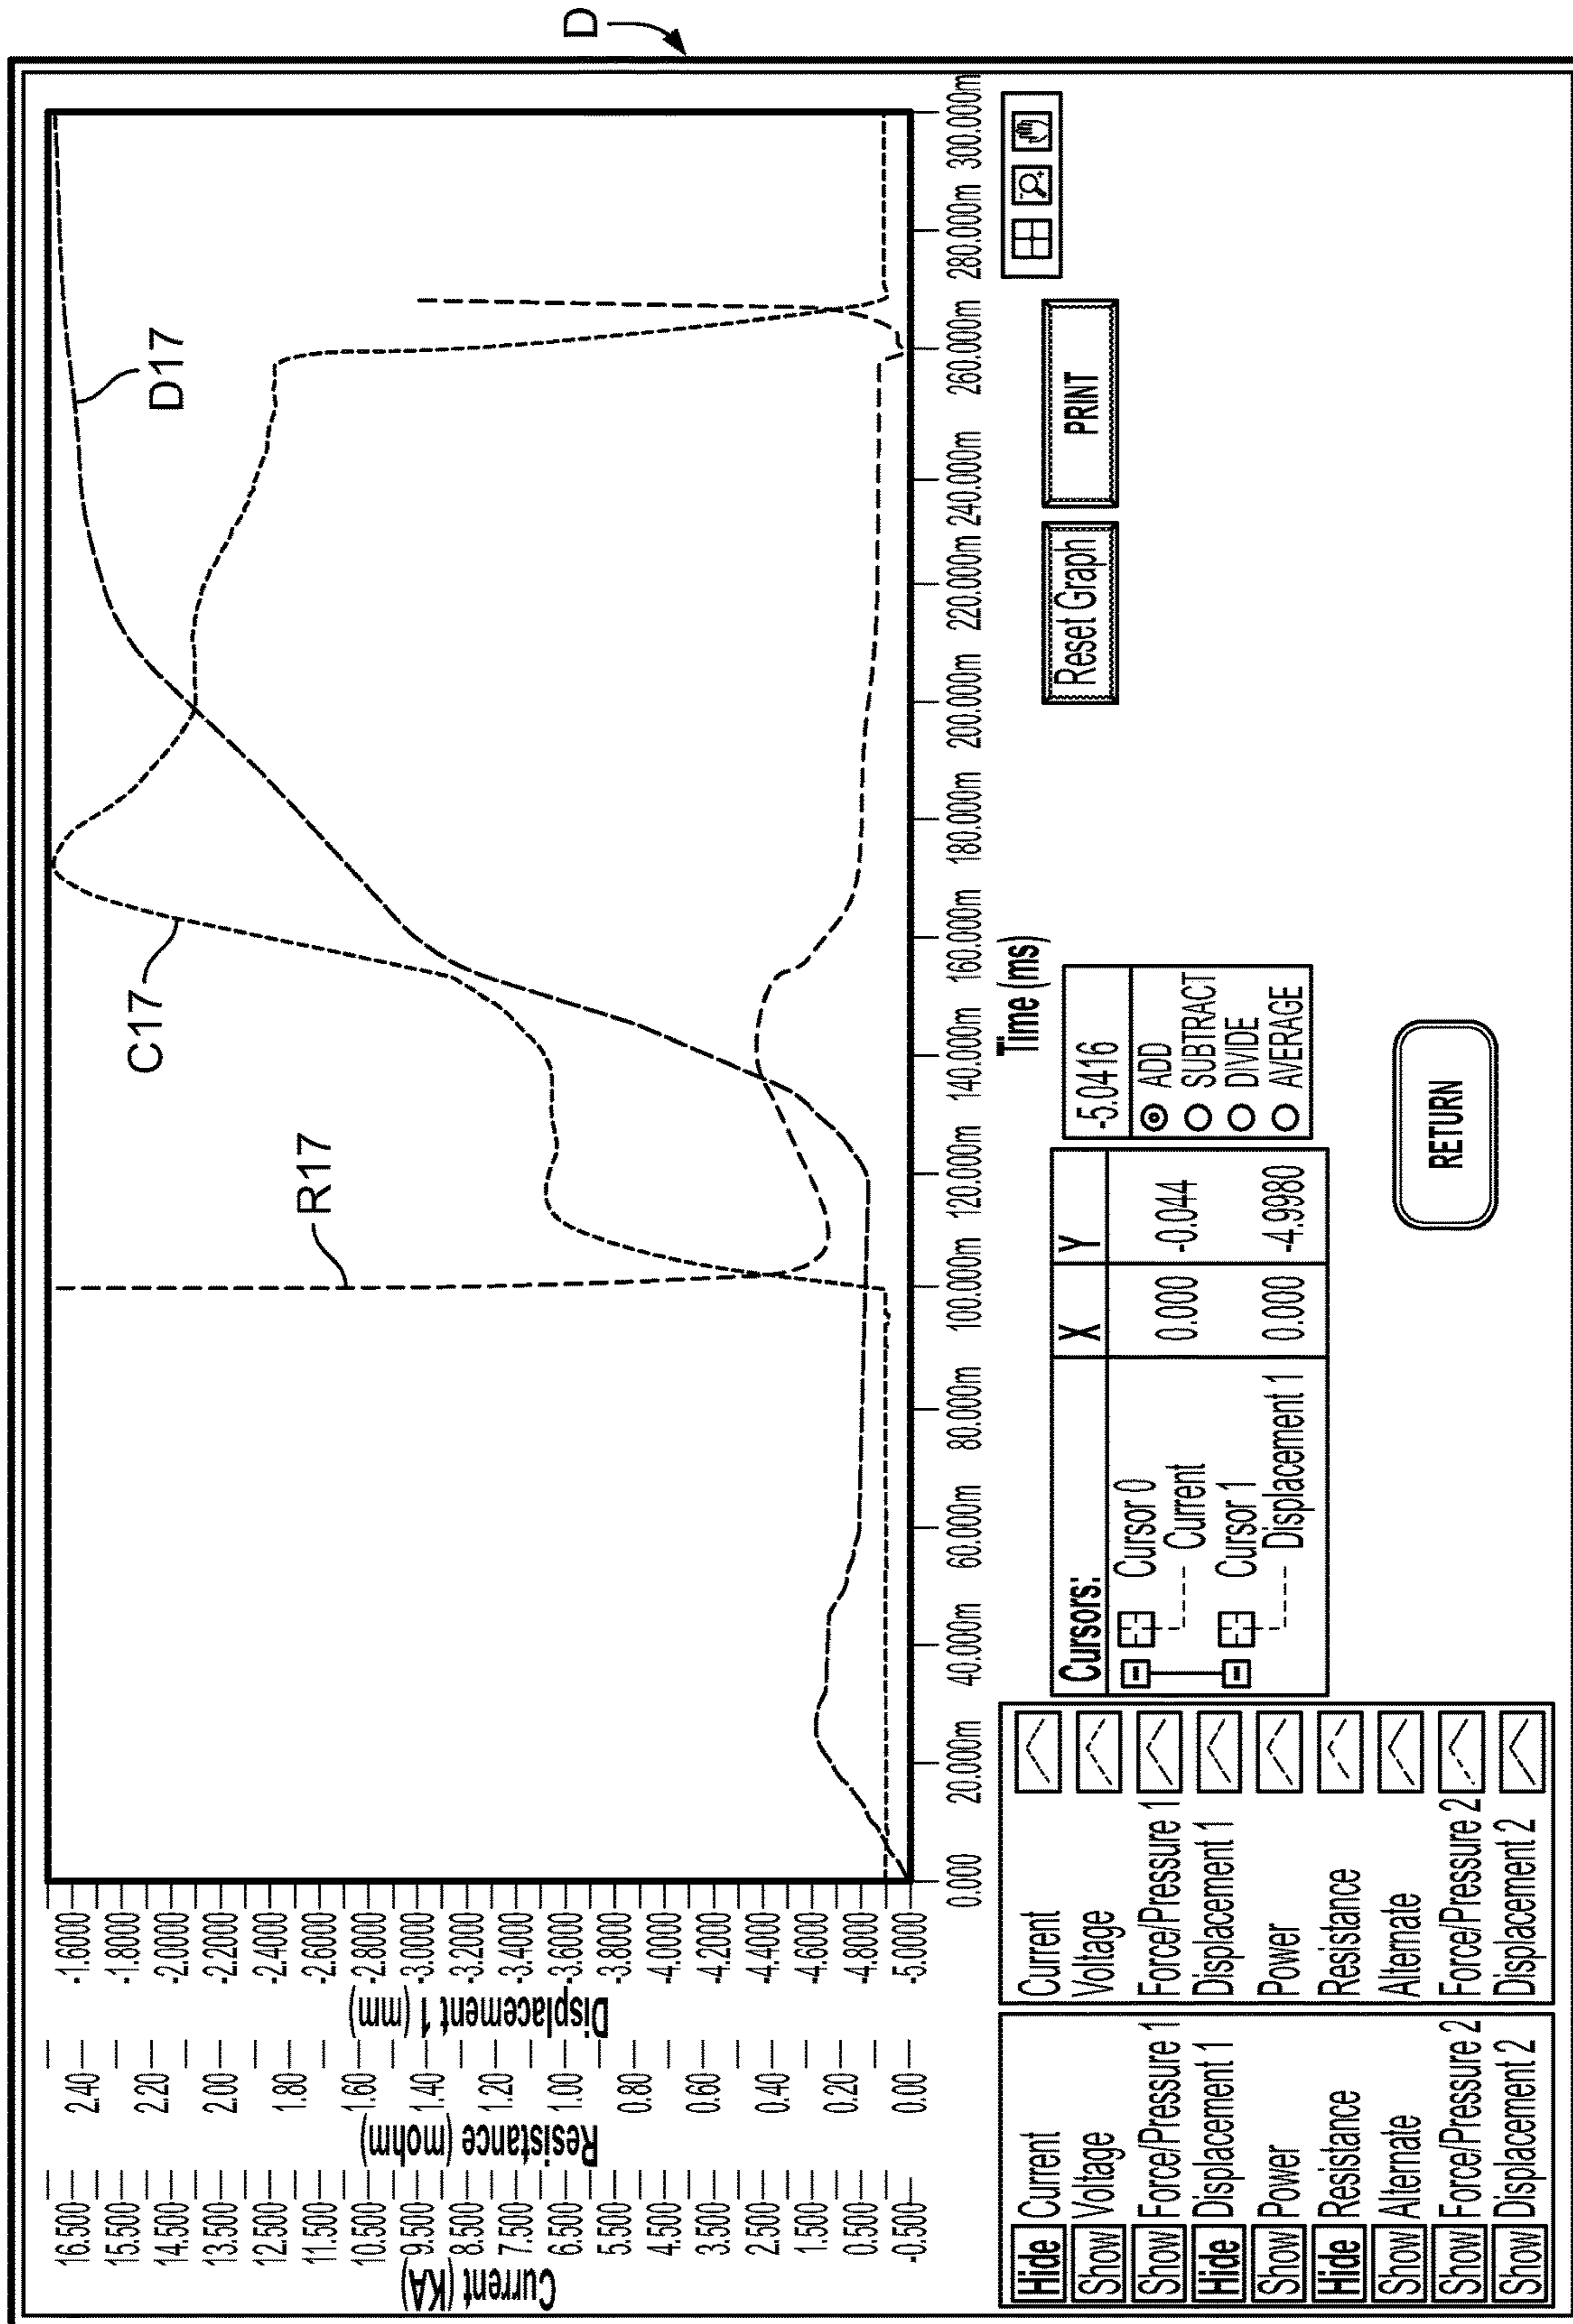 D
D17
C17
R17
Current (KA)
16.500
15.500
14.500
13.500
12.500
11.500
10.500
9.500
8.500
7.500
6.500
5.500
4.500
3.500
2.500
1.500
0.500
-0.500
Resistance (mohm)
2.40
2.20
2.00
1.80
1.60
1.40
1.20
1.00
0.80
0.60
0.40
0.20
0.00
Displacement 1 (mm)
-1.6000
-1.8000
-2.0000
-2.2000
-2.4000
-2.6000
-2.8000
-3.0000
-3.2000
-3.4000
-3.6000
-3.8000
-4.0000
-4.2000
-4.4000
-4.6000
-4.8000
-5.0000
0.000 20.000m 40.000m 60.000m 80.000m 100.000m 120.000m 140.000m 160.000m 180.000m 200.000m 220.000m 240.000m 260.000m 280.000m 300.000m
Time (ms)
Hide Current
Show Voltage
Show Force/Pressure 1
Hide Displacement 1
Show Power
Hide Resistance
Show Alternate
Show Force/Pressure 2
Show Displacement 2
Current
Voltage
Force/Pressure 1
Displacement 1
Power
Resistance
Alternate
Force/Pressure 2
Displacement 2
Cursors: X Y
Cursor 0
Current 0.000 -0.044
Cursor 1
Displacement 1 0.000 -4.9980
-5.0416
ADD
SUBTRACT
DIVIDE
AVERAGE
Reset Graph
PRINT
RETURN